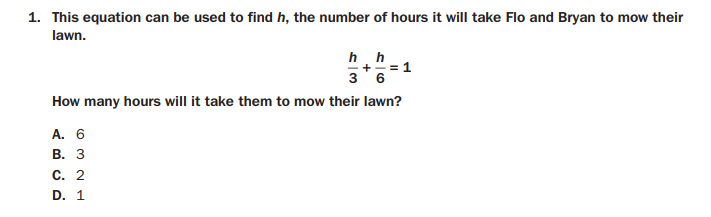 1. This equation can be used to find h, the number of hours it will take Flo and Bryan to mow their
lawn.
h/3 + h/6 = 1
How many hours will it take them to mow their lawn?
A. 6
B. 3
C. 2
D. 1